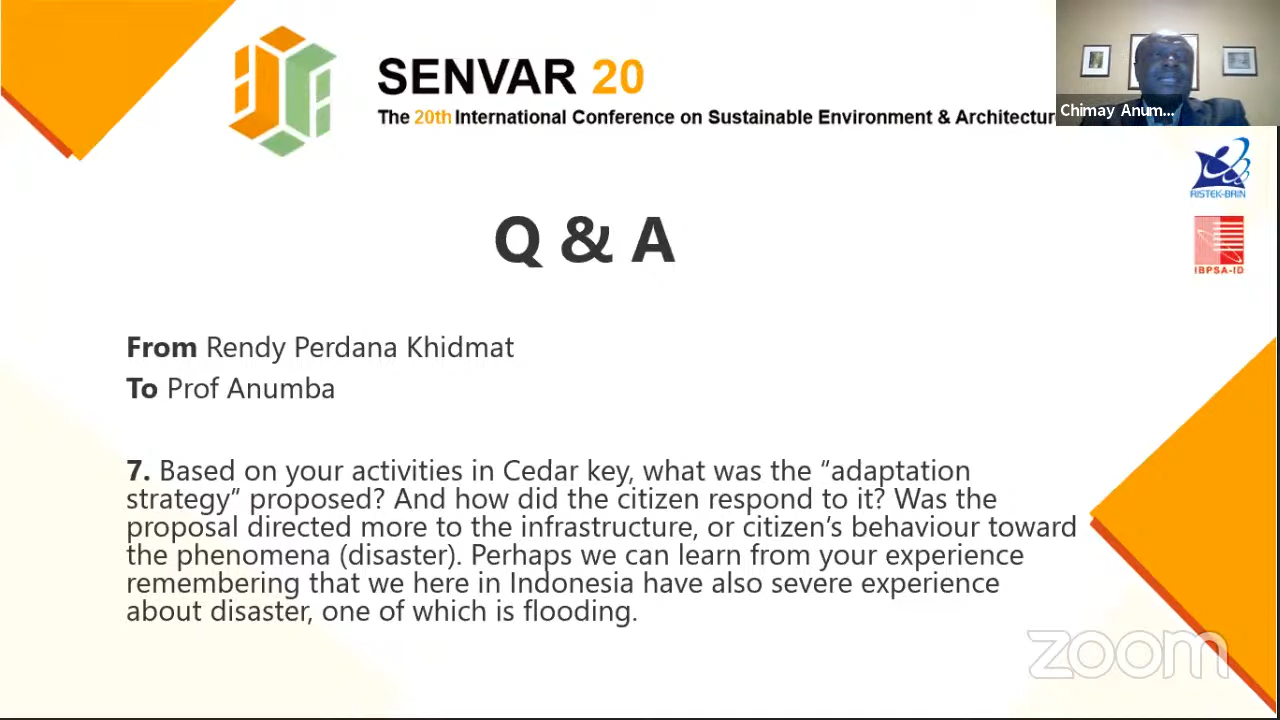 SENVAR 20
The 20th International Conference on Sustainable Environment & Architectur
Chimay Anum...
RISTEK-BRIN
IBPSA-ID
Q & A
From Rendy Perdana Khidmat
To Prof Anumba
7. Based on your activities in Cedar key, what was the “adaptation
strategy” proposed? And how did the citizen respond to it? Was the
proposal directed more to the infrastructure, or citizen’s behaviour toward
the phenomena (disaster). Perhaps we can learn from your experience
remembering that we here in Indonesia have also severe experience
about disaster, one of which is flooding.
zoom